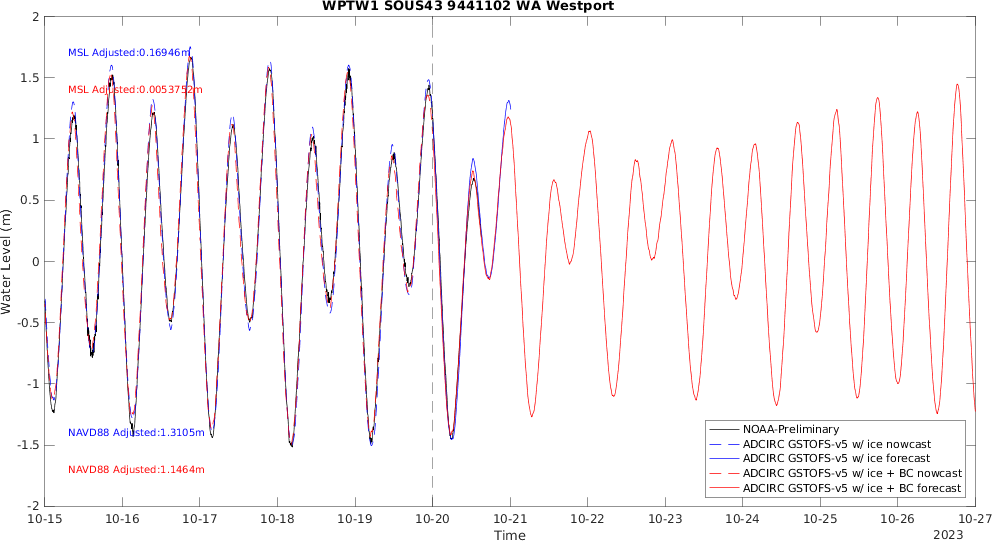 WPTW1 SOUS43 9441102 WA Westport
2
1.5
1
0.5
0
-0.5
-1
-1.5
-2
Water Level (m)
MSL Adjusted:0.16946m
MSL Adjusted:0.0053752m
NAVD88 Adjusted:1.3105m
NAVD88 Adjusted:1.1464m
NOAA-Preliminary
ADCIRC GSTOFS-v5 w/ ice nowcast
ADCIRC GSTOFS-v5 w/ ice forecast
ADCIRC GSTOFS-v5 w/ ice + BC nowcast
ADCIRC GSTOFS-v5 w/ ice + BC forecast
10-15 10-16 10-17 10-18 10-19 10-20 10-21 10-22 10-23 10-24 10-25 10-26 10-27
Time
2023